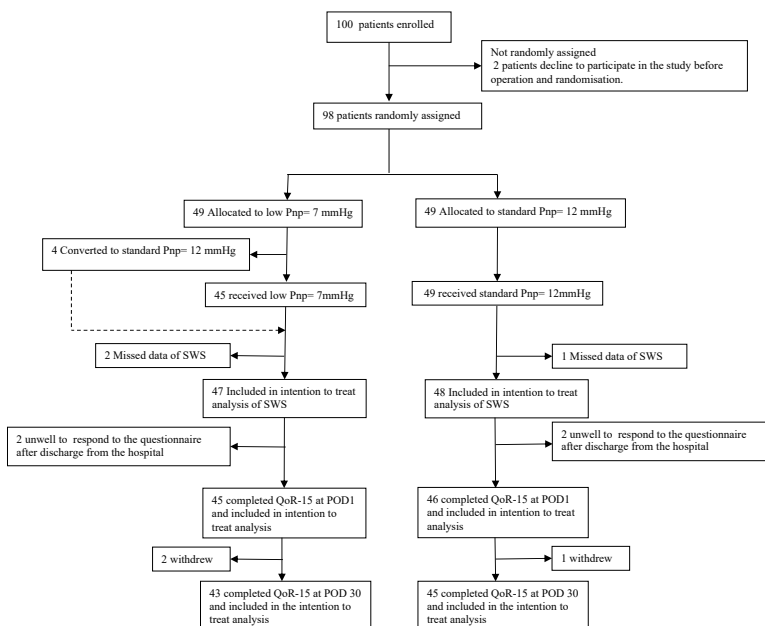 100 patients enrolled
Not randomly assigned
2 patients decline to participate in the study before
operation and randomisation.
98 patients randomly assigned
49 Allocated to low Pnp= 7 mmHg
49 Allocated to standard Pnp= 12 mmHg
4 Converted to standard Pnp= 12 mmHg
45 received low Pnp= 7mmHg
49 received standard Pnp= 12mmHg
2 Missed data of SWS
1 Missed data of SWS
47 Included in intention to treat
analysis of SWS
48 Included in intention to treat
analysis of SWS
2 unwell to respond to the questionnaire
after discharge from the hospital
2 unwell to respond to the questionnaire
after discharge from the hospital
45 completed QoR-15 at POD1
and included in intention to
treat analysis
46 completed QoR-15 at POD1
and included in intention to treat
analysis
2 withdrew
1 withdrew
43 completed QoR-15 at POD 30
and included in the intention to
treat analysis
45 completed QoR-15 at POD 30
and included in the intention to
treat analysis